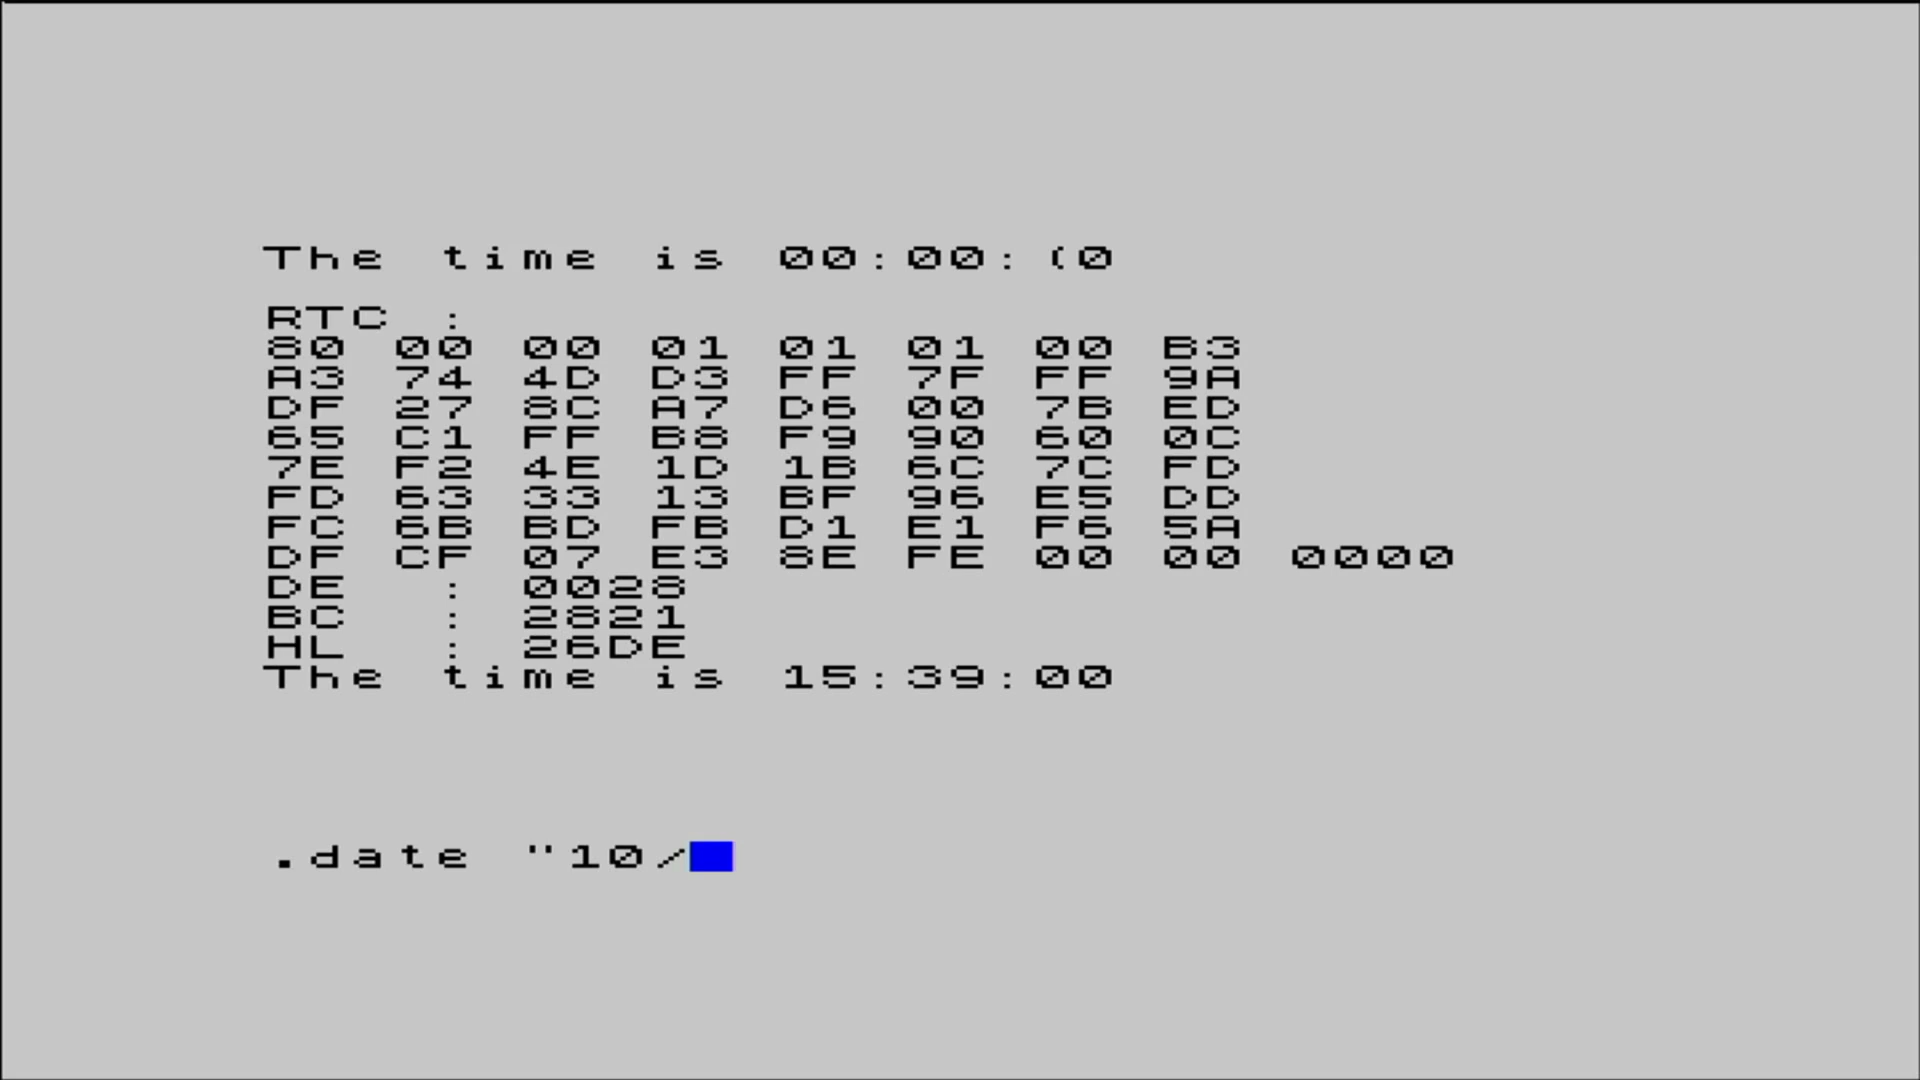 The time is 00:00:(0
RTC :
80 00 00 01 01 01 00 B3
A3 74 4D D3 FF 7F FF 9A
DF 27 8C A7 D6 00 7B ED
65 C1 FF B8 F9 90 60 0C
7E F2 4E 1D 1B 6C 7C FD
FD 63 33 13 BF 96 E5 DD
FC 6B BD FB D1 E1 F6 5A
DF CF 07 E3 8E FE 00 00 0000
DE : 0028
BC : 2821
HL : 26DE
The time is 15:39:00
.date "10/